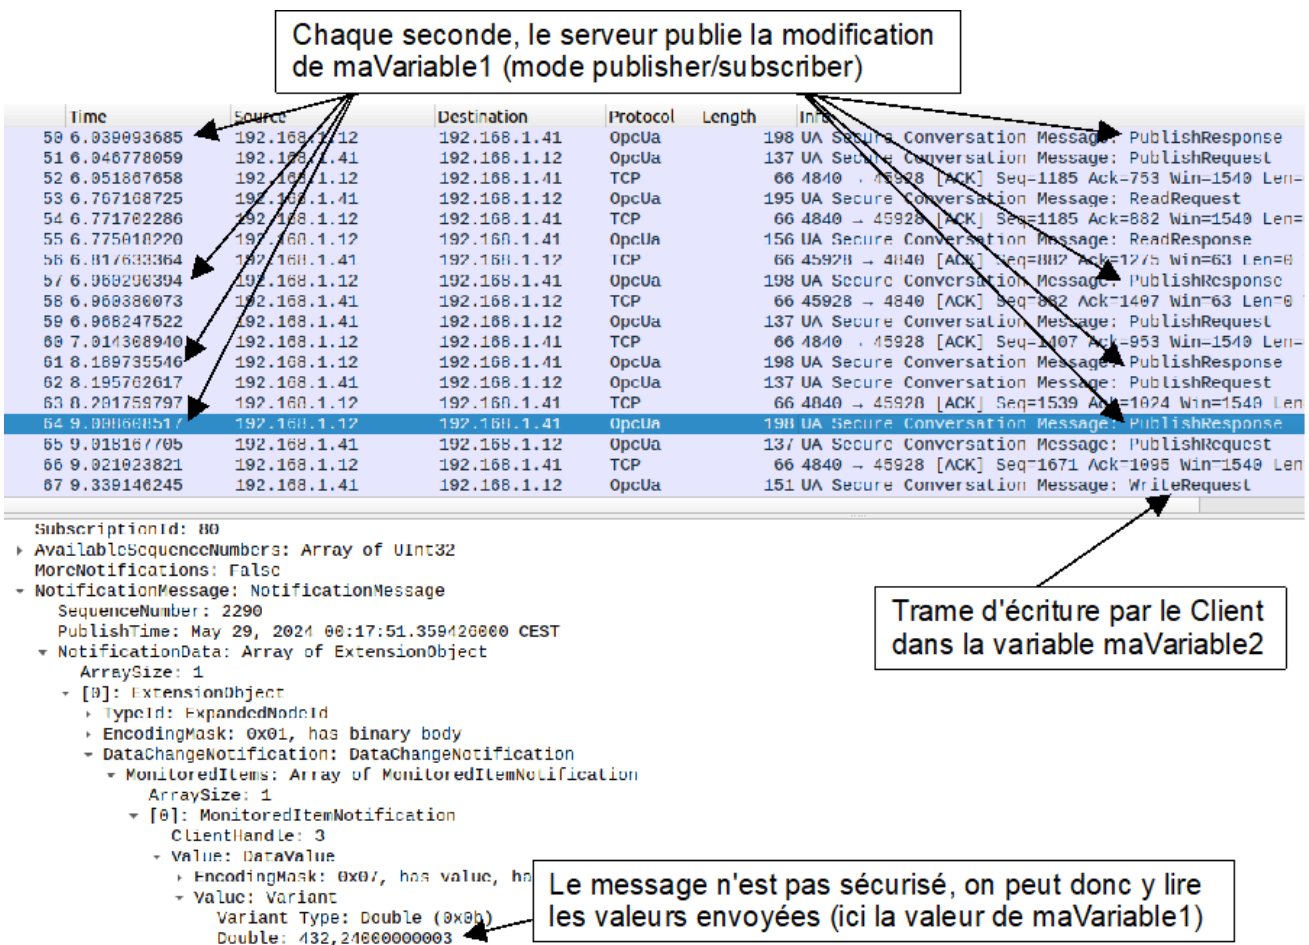 Chaque seconde, le serveur publie la modification
de maVariable1 (mode publisher/subscriber)
Time Source Destination Protocol Length Info
50 6.039093685 192.168.1.12 192.168.1.41 OpcUa 198 UA Secure Conversation Message: PublishResponse
51 6.046778059 192.168.1.41 192.168.1.12 OpcUa 137 UA Secure Conversation Message: PublishRequest
52 6.051867658 192.168.1.12 192.168.1.41 TCP 66 4840 → 45928 [ACK] Seq=1185 Ack=753 Win=1540 Len=
53 6.767168725 192.168.1.41 192.168.1.12 OpcUa 195 UA Secure Conversation Message: ReadRequest
54 6.771702286 192.168.1.12 192.168.1.41 TCP 66 4840 → 45928 [ACK] Seq=1185 Ack=882 Win=1540 Len=
55 6.775018220 192.168.1.12 192.168.1.41 OpcUa 156 UA Secure Conversation Message: ReadResponse
56 6.817633364 192.168.1.41 192.168.1.12 TCP 66 45928 → 4840 [ACK] Seq=882 Ack=1275 Win=63 Len=0
57 6.960290394 192.168.1.12 192.168.1.41 OpcUa 198 UA Secure Conversation Message: PublishResponse
58 6.960380073 192.168.1.41 192.168.1.12 TCP 66 45928 → 4840 [ACK] Seq=882 Ack=1407 Win=63 Len=0
59 6.968247522 192.168.1.41 192.168.1.12 OpcUa 137 UA Secure Conversation Message: PublishRequest
60 7.014308940 192.168.1.12 192.168.1.41 TCP 66 4840 → 45928 [ACK] Seq=1407 Ack=953 Win=1540 Len=
61 8.189735546 192.168.1.12 192.168.1.41 OpcUa 198 UA Secure Conversation Message: PublishResponse
62 8.195762617 192.168.1.41 192.168.1.12 OpcUa 137 UA Secure Conversation Message: PublishRequest
63 8.201759797 192.168.1.12 192.168.1.41 TCP 66 4840 → 45928 [ACK] Seq=1539 Ack=1024 Win=1540 Len
64 9.008608517 192.168.1.12 192.168.1.41 OpcUa 198 UA Secure Conversation Message: PublishResponse
65 9.018167705 192.168.1.41 192.168.1.12 OpcUa 137 UA Secure Conversation Message: PublishRequest
66 9.021023821 192.168.1.12 192.168.1.41 TCP 66 4840 → 45928 [ACK] Seq=1671 Ack=1095 Win=1540 Len
67 9.339146245 192.168.1.41 192.168.1.12 OpcUa 151 UA Secure Conversation Message: WriteRequest
SubscriptionId: 80
AvailableSequenceNumbers: Array of UInt32
MoreNotifications: False
NotificationMessage: NotificationMessage
SequenceNumber: 2290
PublishTime: May 29, 2024 00:17:51.359426000 CEST
NotificationData: Array of ExtensionObject
ArraySize: 1
[0]: ExtensionObject
TypeId: ExpandedNodeId
EncodingMask: 0x01, has binary body
DataChangeNotification: DataChangeNotification
MonitoredItems: Array of MonitoredItemNotification
ArraySize: 1
[0]: MonitoredItemNotification
ClientHandle: 3
Value: DataValue
EncodingMask: 0x07, has value, ha
Value: Variant
Variant Type: Double (0x0b)
Double: 432,24000000003
Trame d'écriture par le Client
dans la variable maVariable2
Le message n'est pas sécurisé, on peut donc y lire
les valeurs envoyées (ici la valeur de maVariable1)